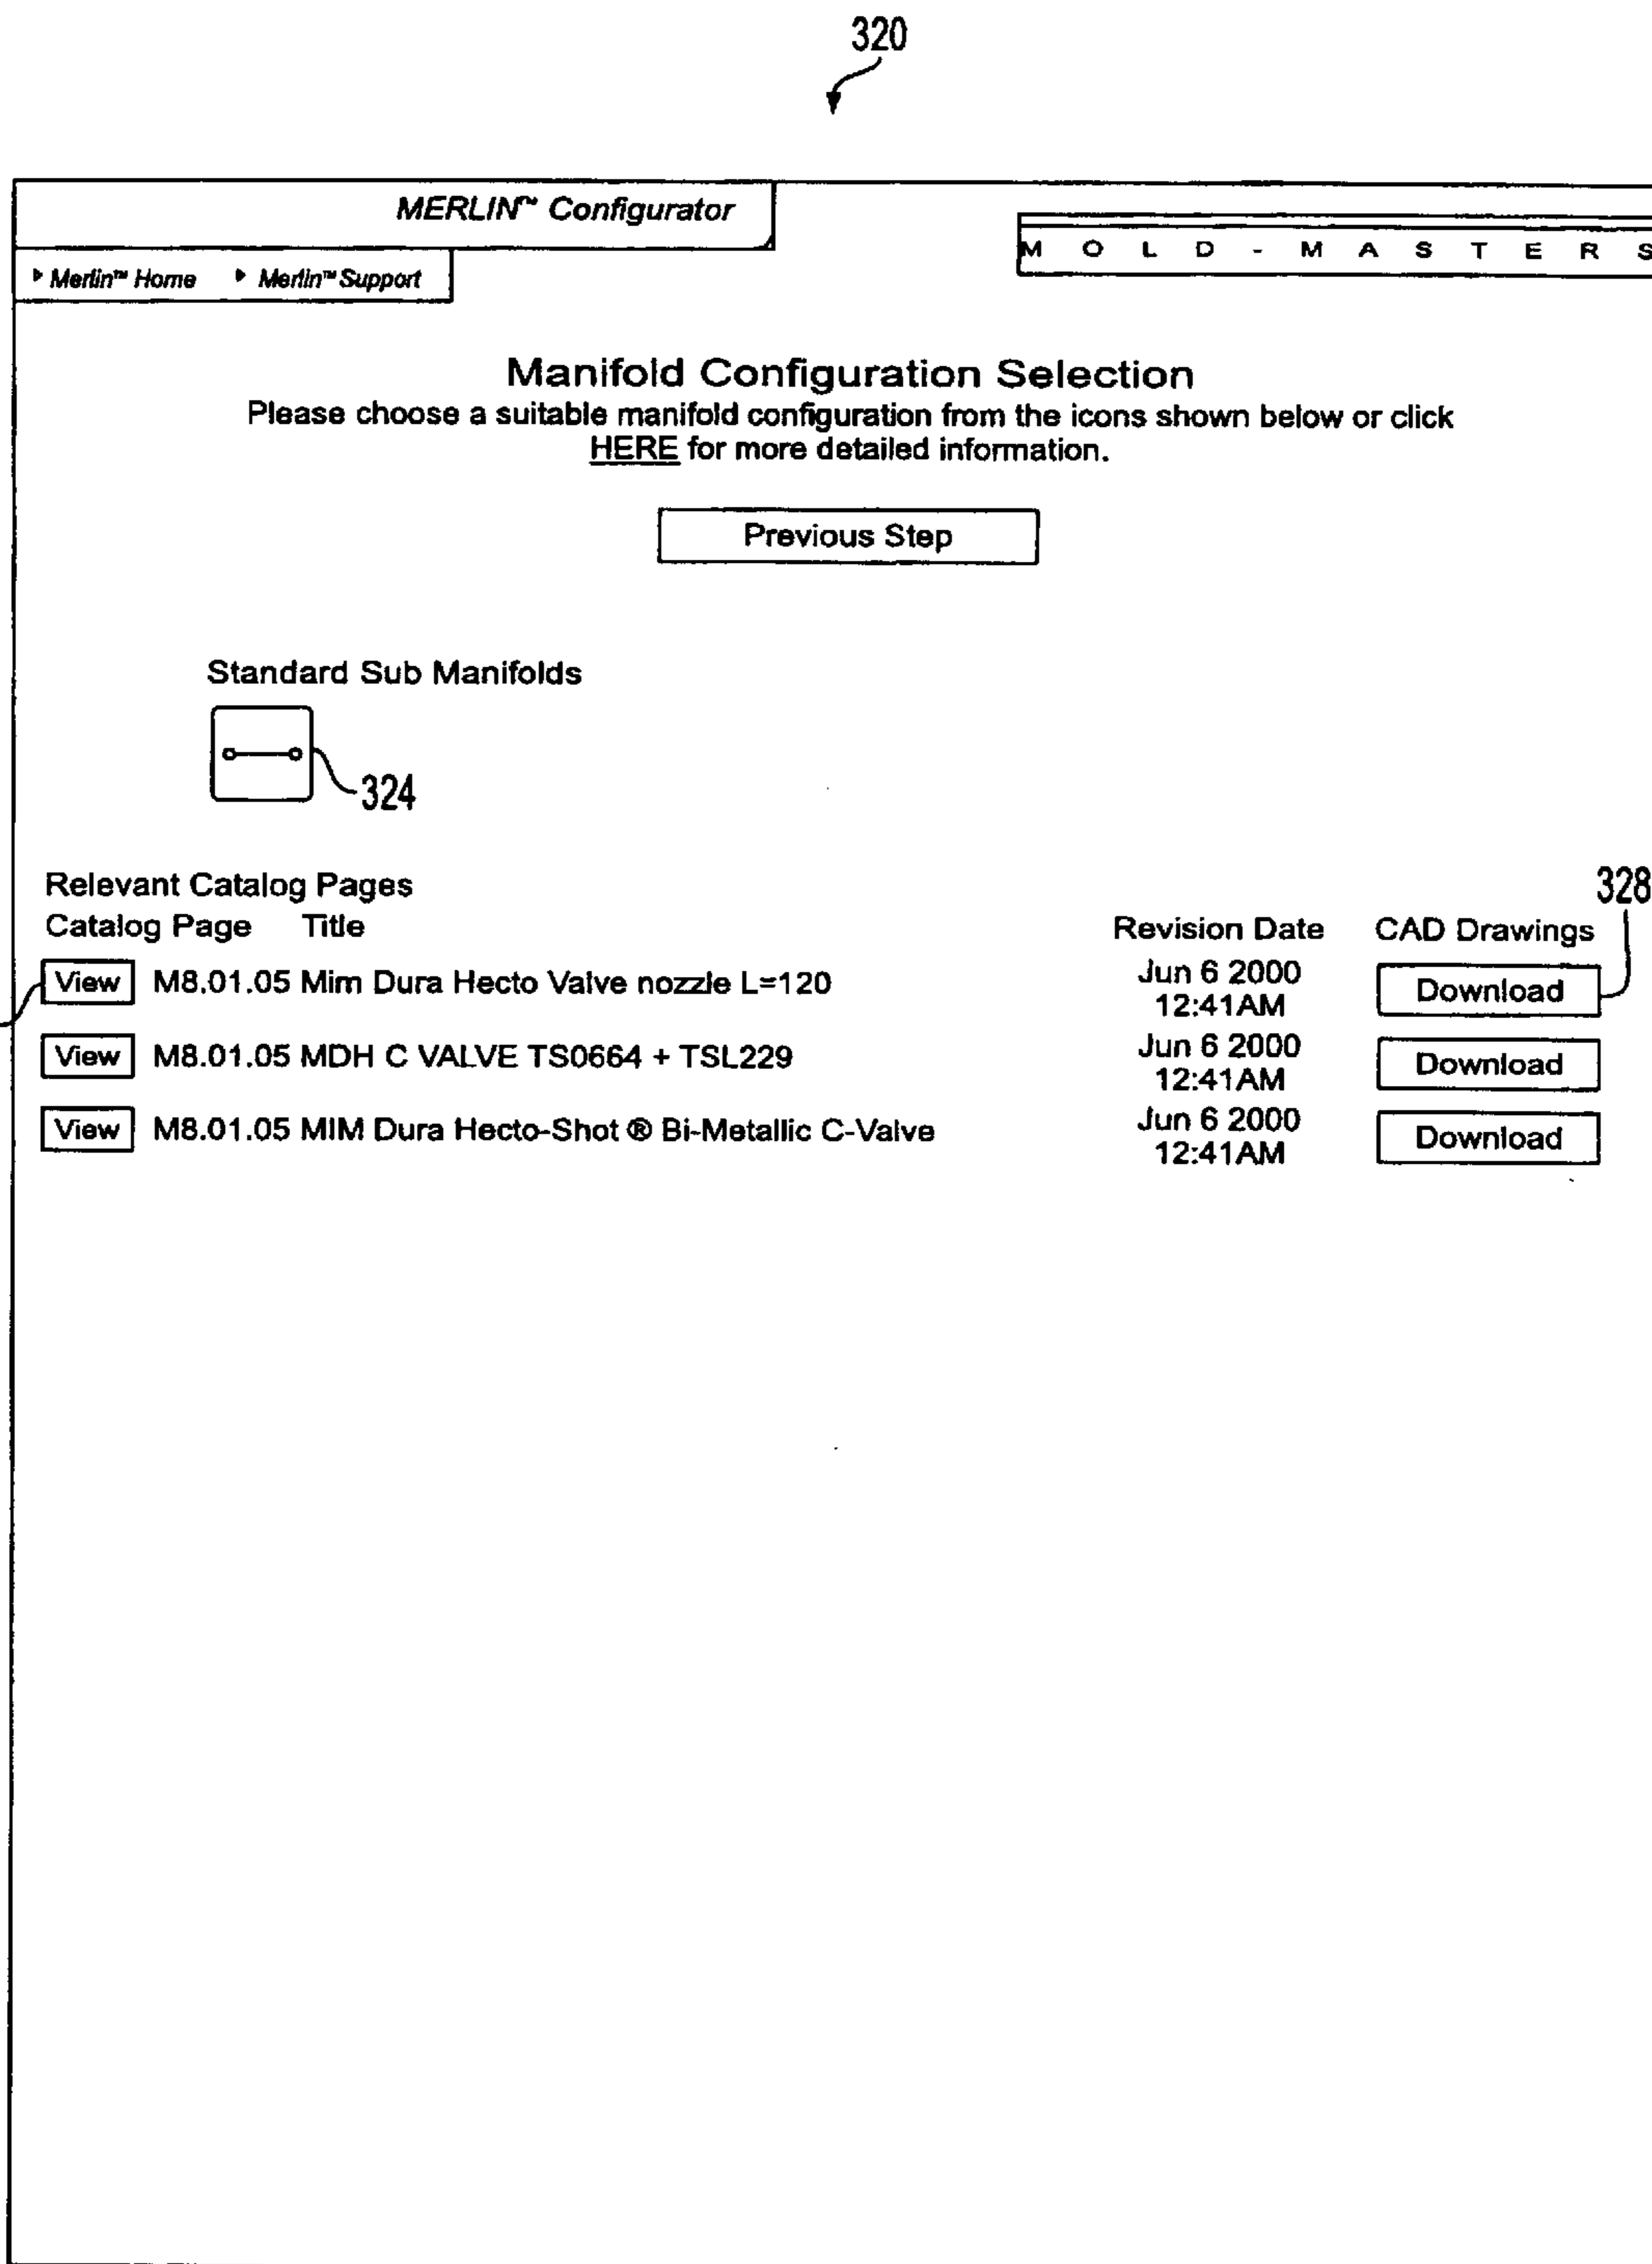 320
MERLIN™ Configurator
MOLD-MASTERS
▸ Merlin™ Home ▸ Merlin™ Support
Manifold Configuration Selection
Please choose a suitable manifold configuration from the icons shown below or click
HERE for more detailed information.
Previous Step
Standard Sub Manifolds
324
Relevant Catalog Pages
328
Catalog Page Title Revision Date CAD Drawings
View M8.01.05 Mim Dura Hecto Valve nozzle L=120 Jun 6 2000 Download
12:41AM
View M8.01.05 MDH C VALVE TS0664 + TSL229 Jun 6 2000 Download
12:41AM
View M8.01.05 MIM Dura Hecto-Shot ® Bi-Metallic C-Valve Jun 6 2000 Download
12:41AM